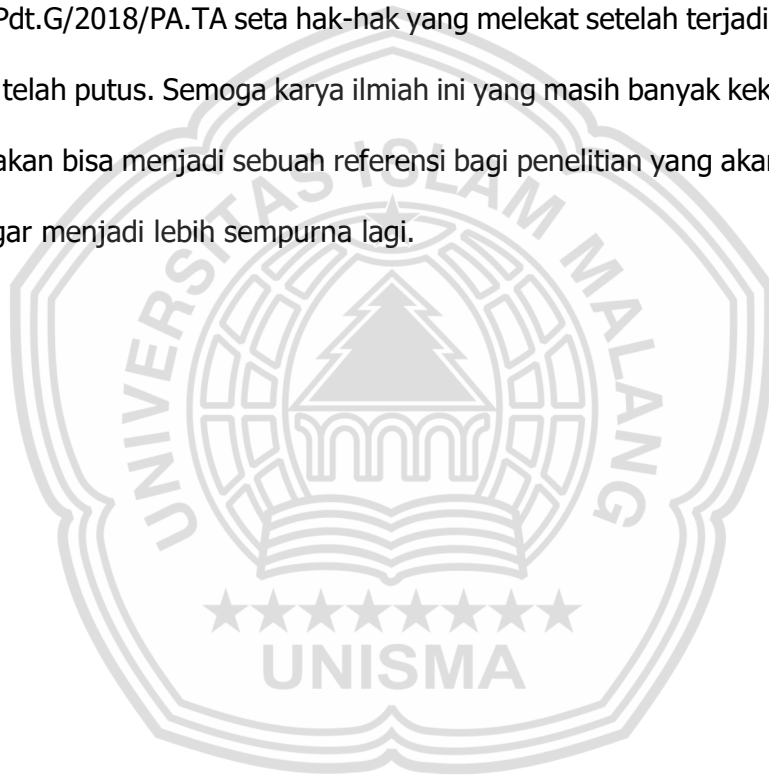 Pdt.G/2018/PA.TA seta hak-hak yang melekat setelah terjadi
telah putus. Semoga karya ilmiah ini yang masih banyak kek
akan bisa menjadi sebuah referensi bagi penelitian yang akan
gar menjadi lebih sempurna lagi.
UNIVERSITAS ISLAM MALANG
UNISMA